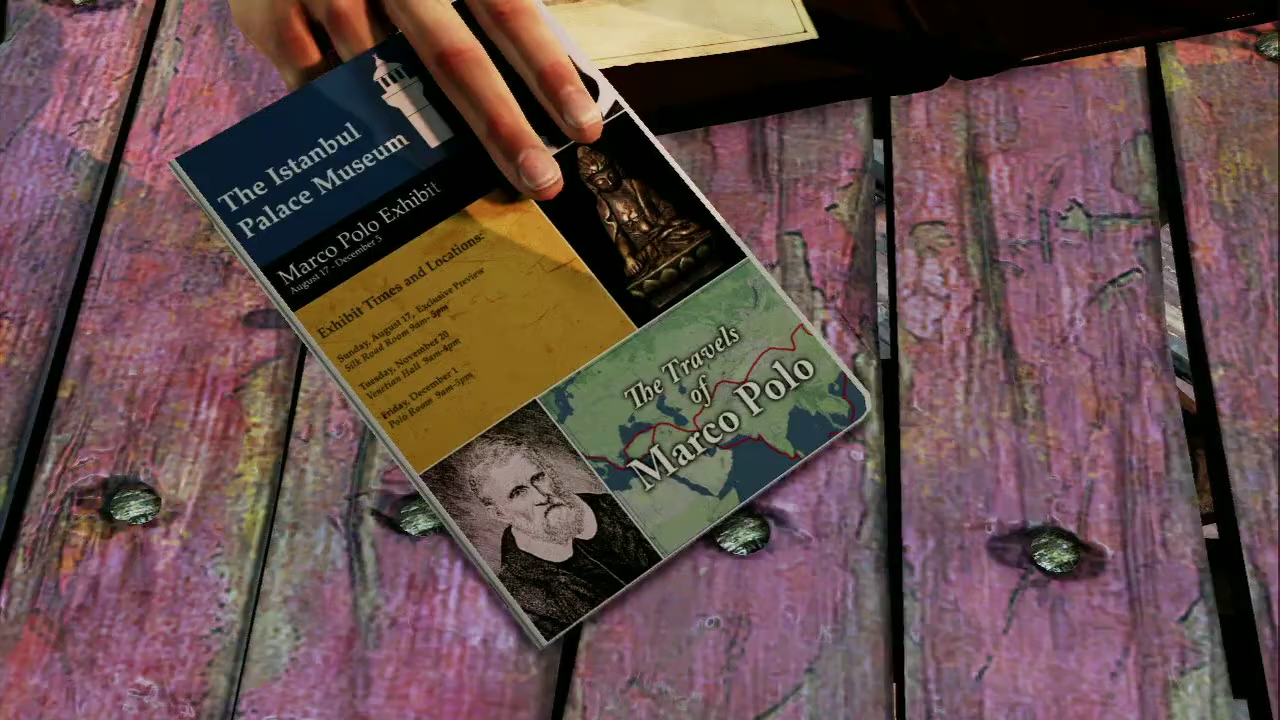 The Istanbul
Palace Museum
Marco Polo Exhibit
August 17 - December 5
Exhibit Times and Locations:
Sunday, August 17, Exclusive Preview
Silk Road Room 9am-5pm
Tuesday, November 20
Venetian Hall 9am-4pm
Friday, December 1
Polo Room 9am-5pm
The Travels
of
Marco Polo